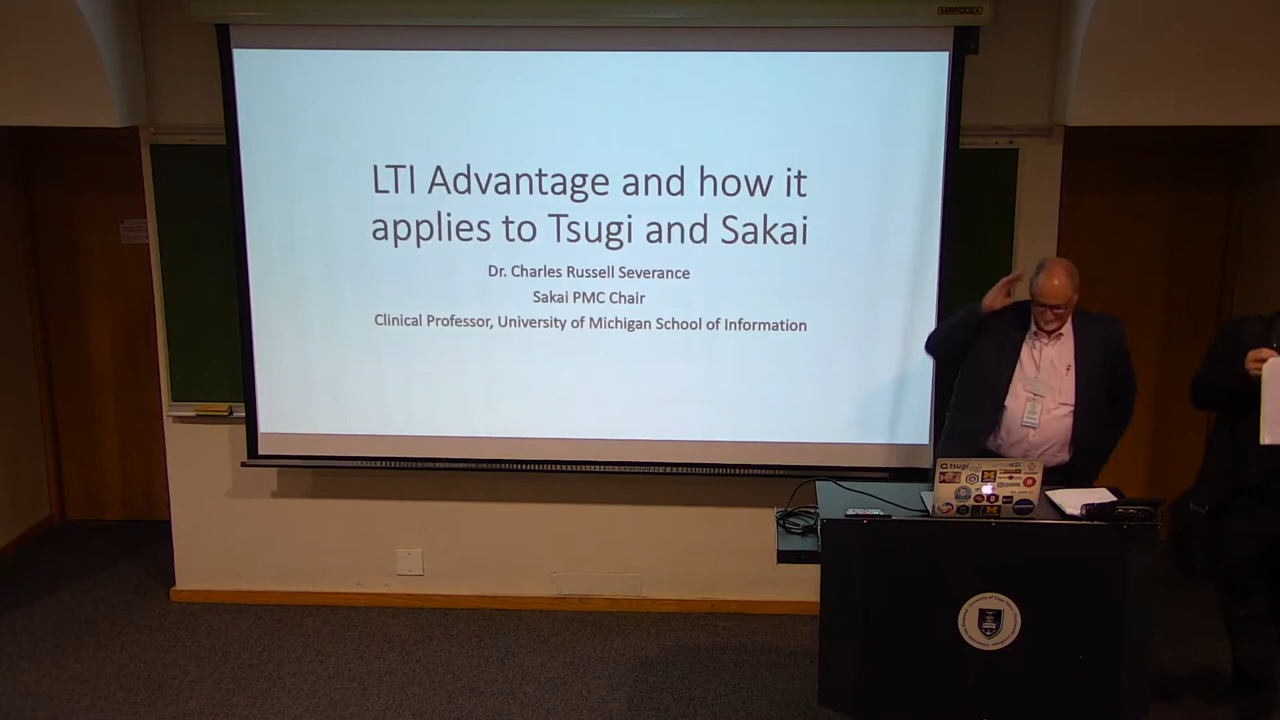 LTI Advantage and how it
applies to Tsugi and Sakai
Dr. Charles Russell Severance
Sakai PMC Chair
Clinical Professor, University of Michigan School of Information
tsugi